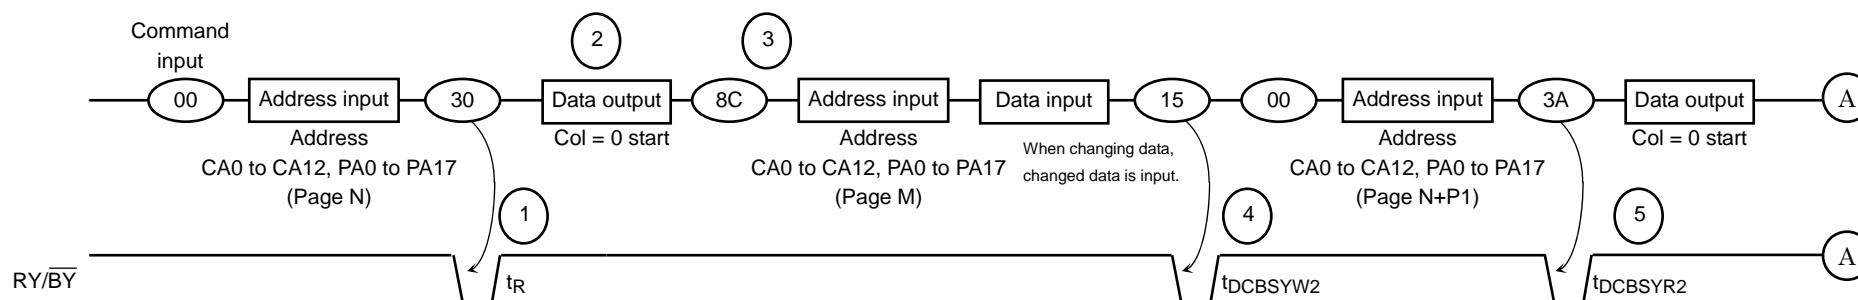 Command
input
2
3
00
Address input
30
Data output
8C
Address input
Data input
15
00
Address input
3A
Data output
A
Address
CA0 to CA12, PA0 to PA17
(Page N)
Col = 0 start
Address
CA0 to CA12, PA0 to PA17
(Page M)
When changing data,
changed data is input.
Address
CA0 to CA12, PA0 to PA17
(Page N+P1)
Col = 0 start
1
4
5
RY/BY
tR
tDCBSYW2
tDCBSYR2
A